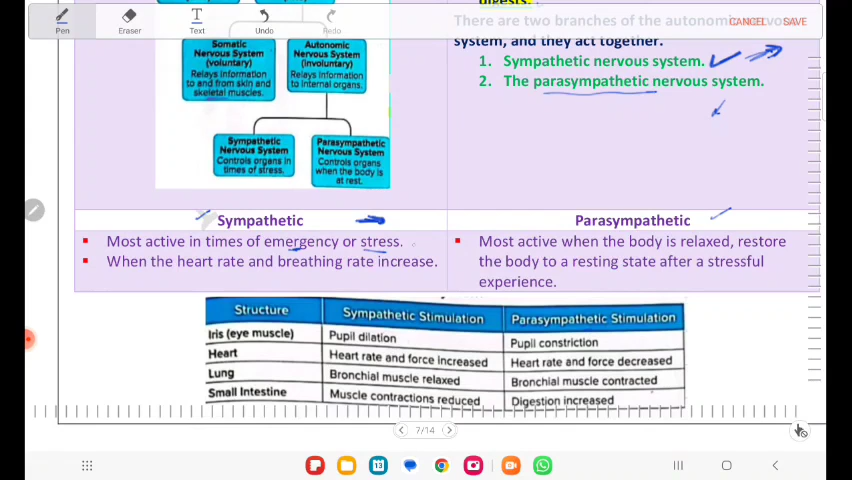 digests.
There are two branches of the autonomic nervous
system, and they act together.
CANCEL SAVE
Pen
Eraser
Text
Undo
Redo
1. Sympathetic nervous system.
2. The parasympathetic nervous system.
Somatic
Nervous System
(voluntary)
Relays information
to and from skin and
skeletal muscles.
Autonomic
Nervous System
(involuntary)
Relays information
to internal organs.
Sympathetic
Nervous System
Controls organs in
times of stress.
Parasympathetic
Nervous System
Controls organs
when the body is
at rest.
Sympathetic
Most active in times of emergency or stress.
When the heart rate and breathing rate increase.
Parasympathetic
Most active when the body is relaxed, restore
the body to a resting state after a stressful
experience.
Structure Sympathetic Stimulation Parasympathetic Stimulation
Iris (eye muscle) Pupil dilation Pupil constriction
Heart Heart rate and force increased Heart rate and force decreased
Lung Bronchial muscle relaxed Bronchial muscle contracted
Small Intestine Muscle contractions reduced Digestion increased
7/14
13